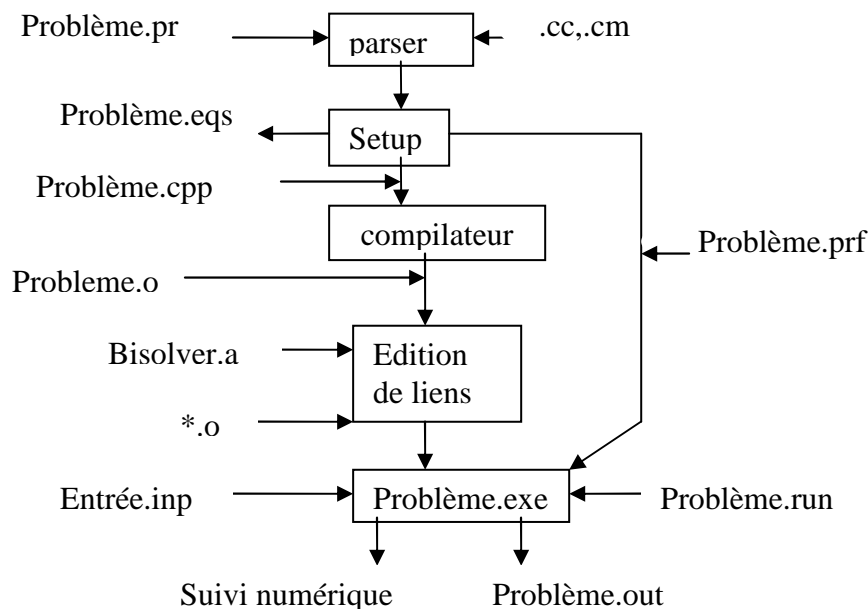 Problème.pr
parser
.cc,.cm
Problème.eqs
Setup
Problème.cpp
compilateur
Problème.prf
Probleme.o
Bisolver.a
Edition
de liens
*.o
Entrée.inp
Problème.exe
Problème.run
Suivi numérique
Problème.out